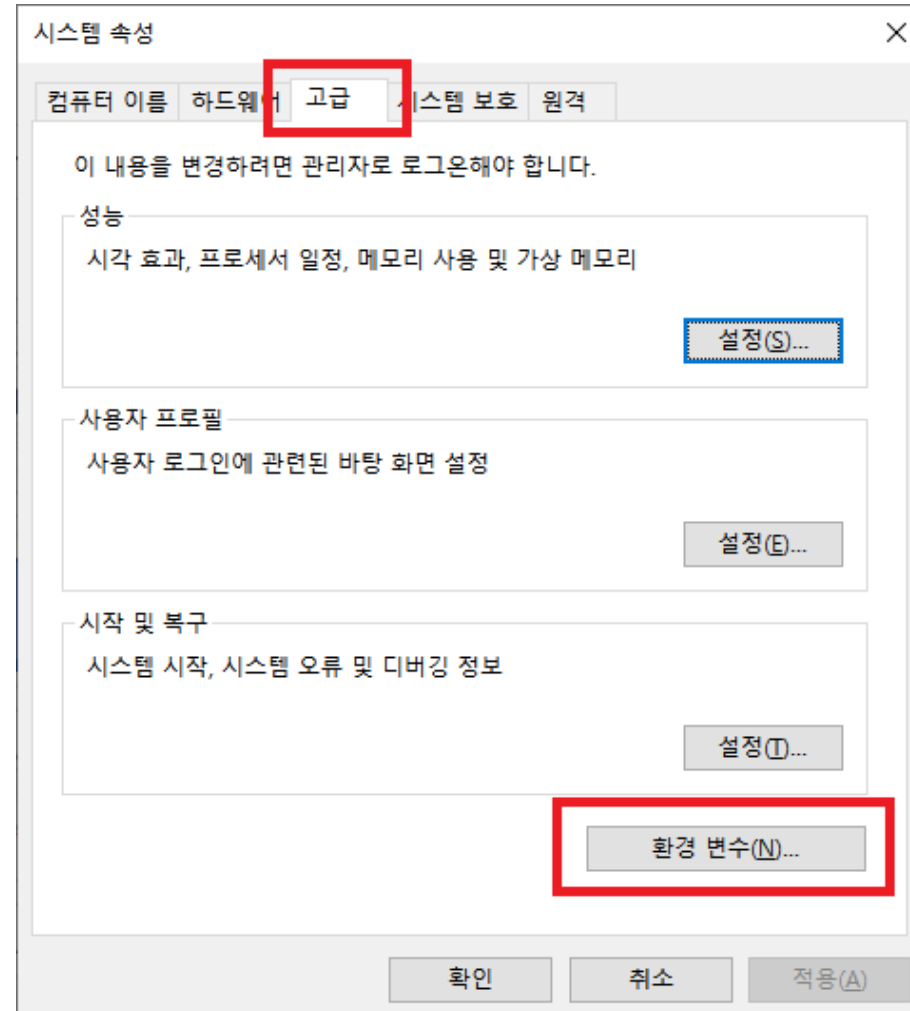 시스템 속성
컴퓨터 이름 하드웨어 고급 시스템 보호 원격
이 내용을 변경하려면 관리자로 로그온해야 합니다.
성능
시각 효과, 프로세서 일정, 메모리 사용 및 가상 메모리
설정(S)...
사용자 프로필
사용자 로그인에 관련된 바탕 화면 설정
설정(E)...
시작 및 복구
시스템 시작, 시스템 오류 및 디버깅 정보
설정(T)...
환경 변수(N)...
확인 취소 적용(A)